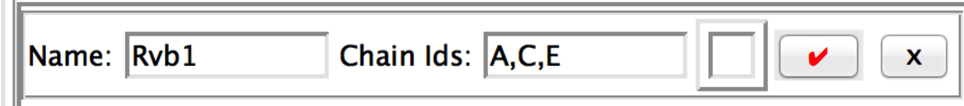 Name: Rvb1 Chain Ids: A,C,E ✔ x